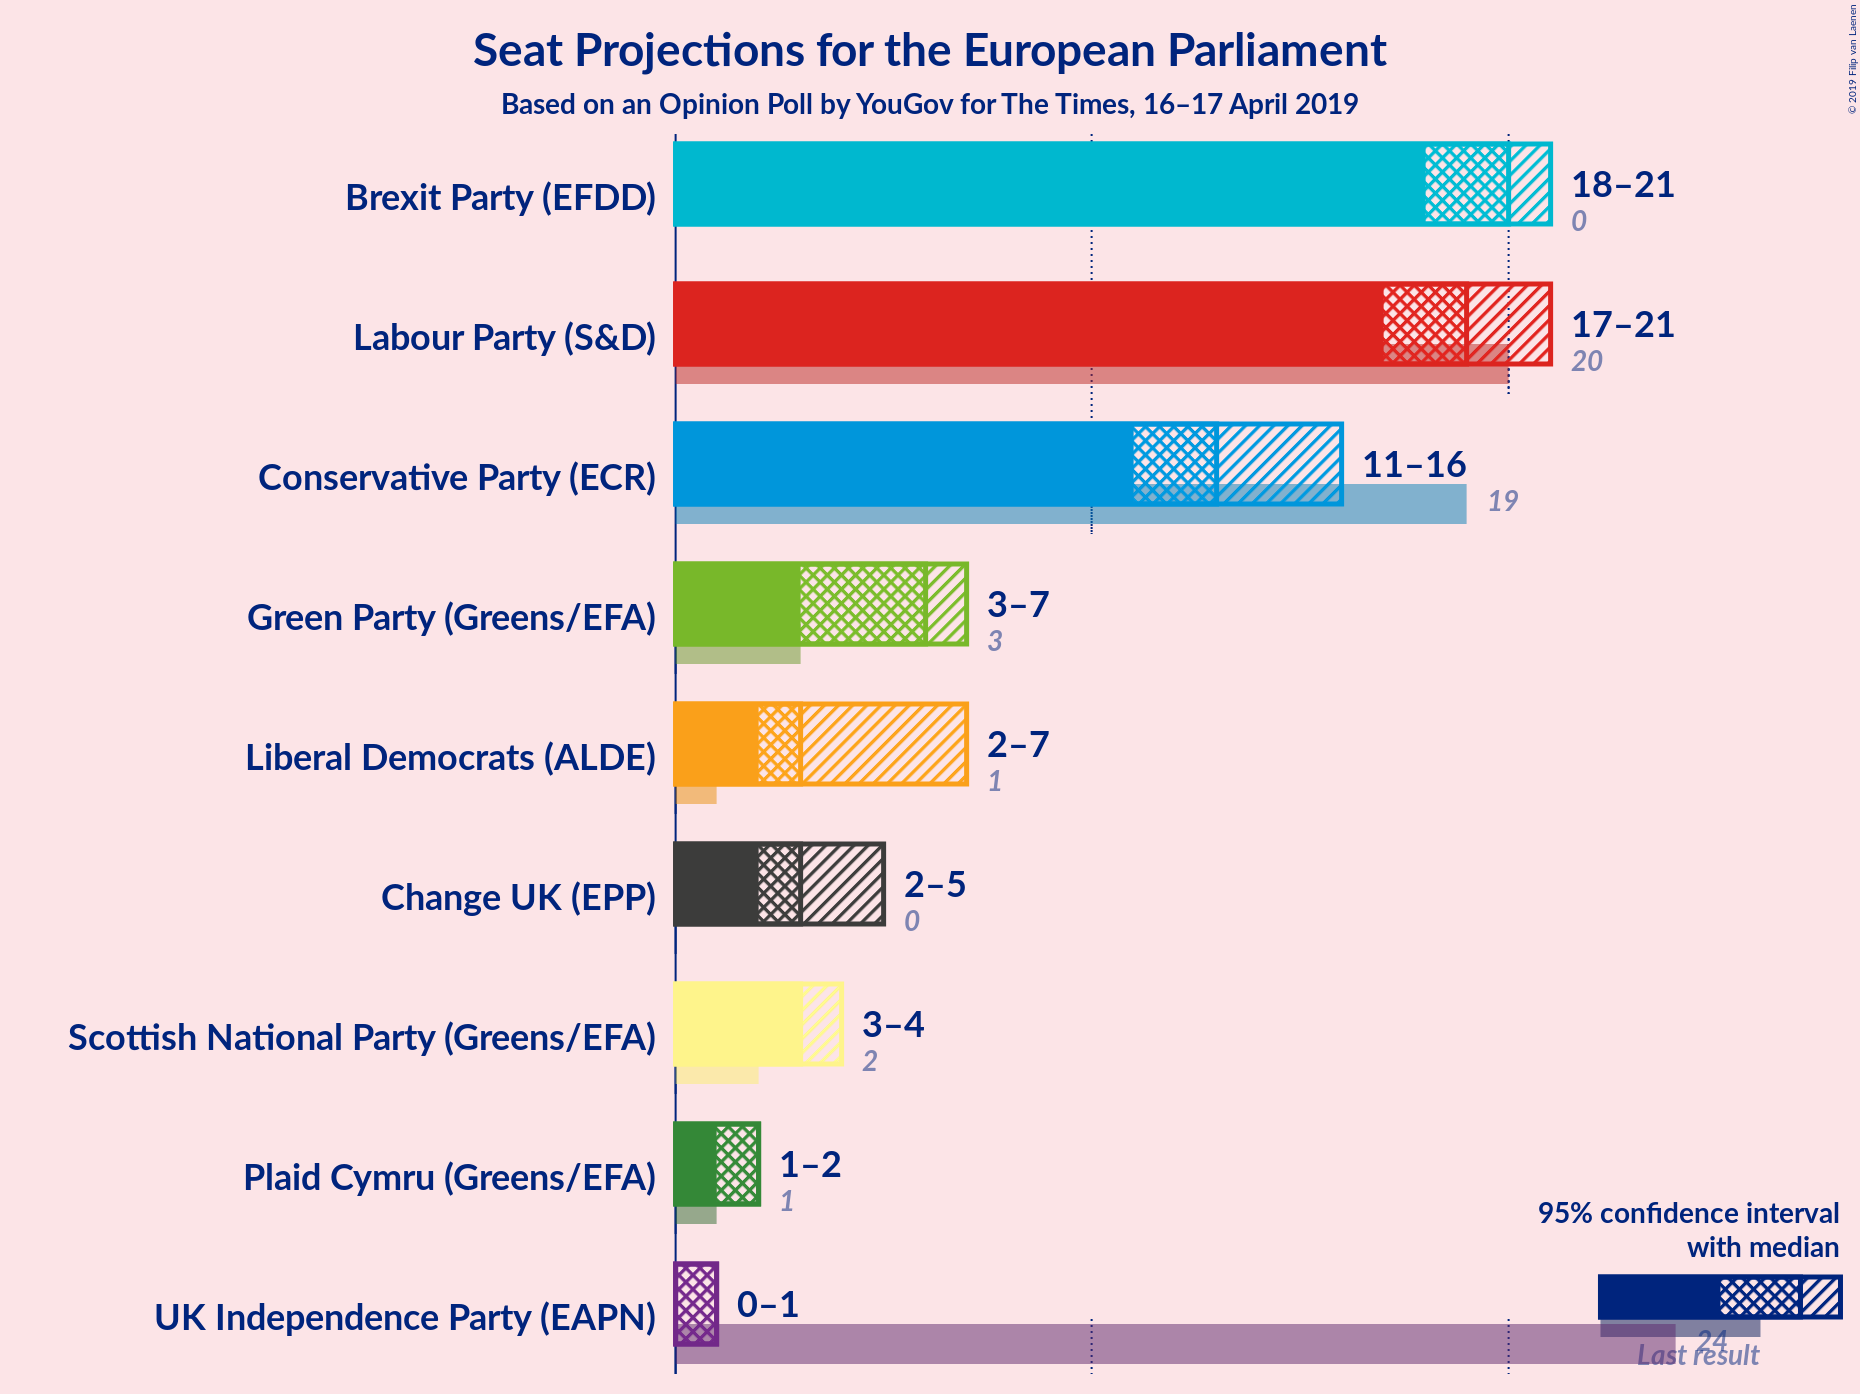 Seat Projections for the European Parliament
Based on an Opinion Poll by YouGov for The Times, 16–17 April 2019
© 2019 Filip van Laenen
Brexit Party (EFDD)
18–21
0
Labour Party (S&D)
17–21
20
Conservative Party (ECR)
11–16
19
Green Party (Greens/EFA)
3–7
3
Liberal Democrats (ALDE)
2–7
1
Change UK (EPP)
2–5
0
Scottish National Party (Greens/EFA)
3–4
2
Plaid Cymru (Greens/EFA)
1–2
1
UK Independence Party (EAPN)
0–1
24
95% confidence interval
with median
Last result